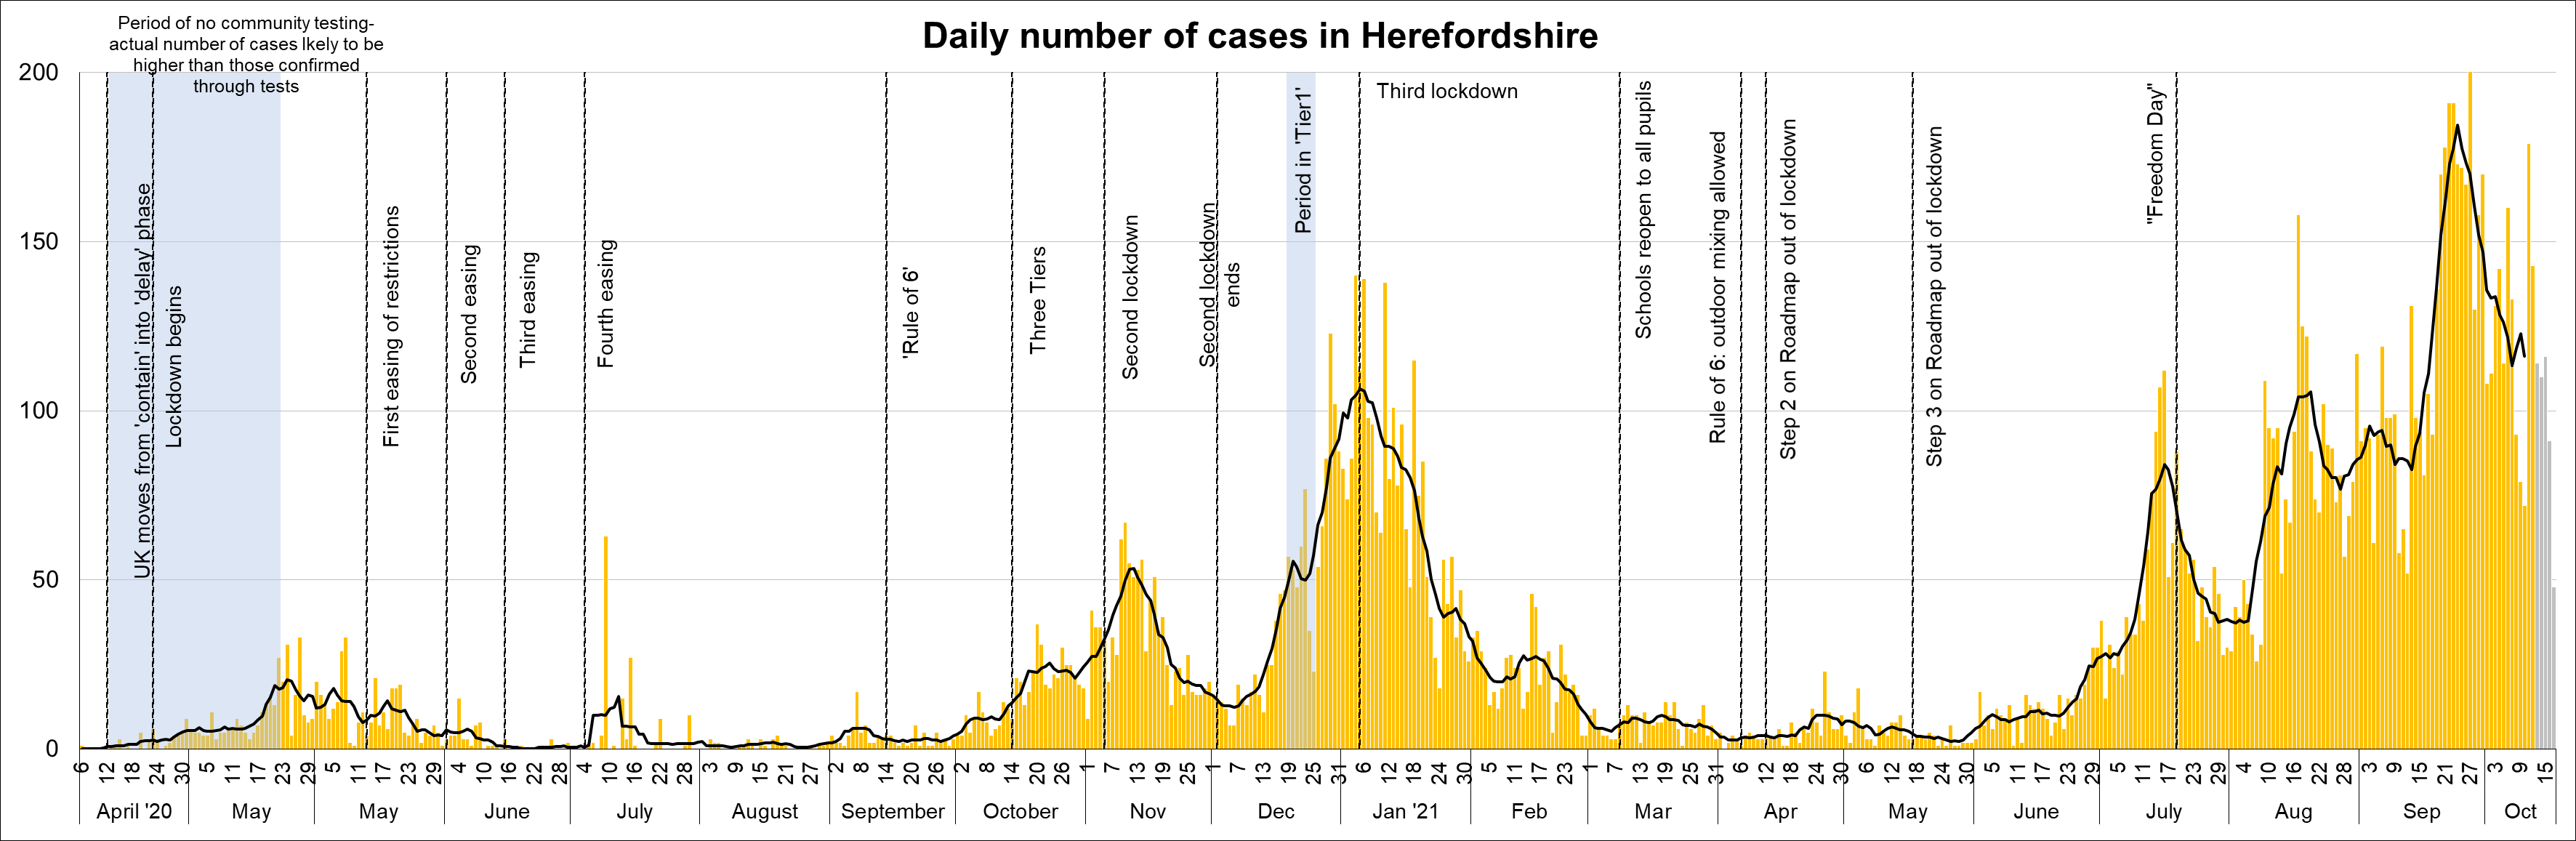 Period of no community testing-
actual number of cases lkely to be
higher than those confirmed
through tests
Daily number of cases in Herefordshire
200
150
100
50
0
UK moves from 'contain' into 'delay' phase
Lockdown begins
First easing of restrictions
Second easing
Third easing
Fourth easing
'Rule of 6'
Three Tiers
Second lockdown
Second lockdown
ends
Period in 'Tier1'
Third lockdown
Schools reopen to all pupils
Rule of 6: outdoor mixing allowed
Step 2 on Roadmap out of lockdown
Step 3 on Roadmap out of lockdown
"Freedom Day"
6 12 18 24 30 5 11 17 23 29 5 11 17 23 29 4 10 16 22 28 4 10 16 22 28 3 9 15 21 27 2 8 14 20 26 2 8 14 20 26 1 7 13 19 25 1 7 13 19 25 31 6 12 18 24 30 5 11 17 23 1 7 13 19 25 31 6 12 18 24 30 6 12 18 24 30 5 11 17 23 29 5 11 17 23 29 4 10 16 22 28 3 9 15 21 27 3 9 15
April '20 May May June July August September October Nov Dec Jan '21 Feb Mar Apr May June July Aug Sep Oct